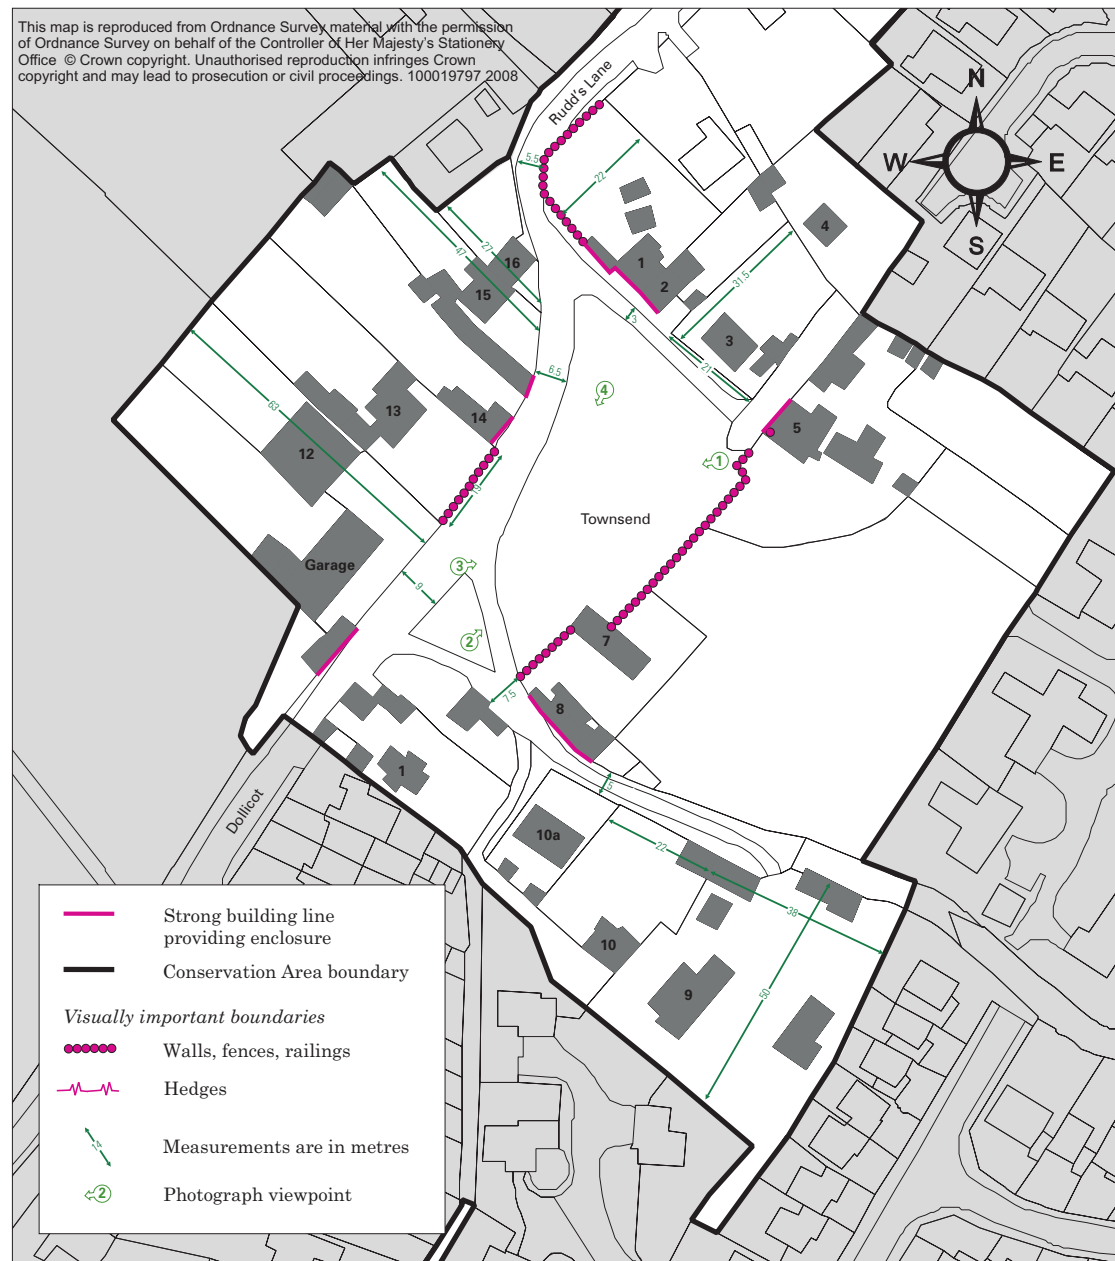 This map is reproduced from Ordnance Survey material with the permission
of Ordnance Survey on behalf of the Controller of Her Majesty's Stationery
Office © Crown copyright. Unauthorised reproduction infringes Crown
copyright and may lead to prosecution or civil proceedings. 100019797 2008
Rudd's Lane
N
W E
S
5.5
22
4
47
27
16
1
31.5
15
2
3
3
21
6.5
4
63
13
14
5
12
1
19
Townsend
Garage
3
9
2
7
7.5
8
1
5
Dollicot
10a
22
38
10
50
9
Strong building line
providing enclosure
Conservation Area boundary
Visually important boundaries
Walls, fences, railings
Hedges
14
Measurements are in metres
2
Photograph viewpoint